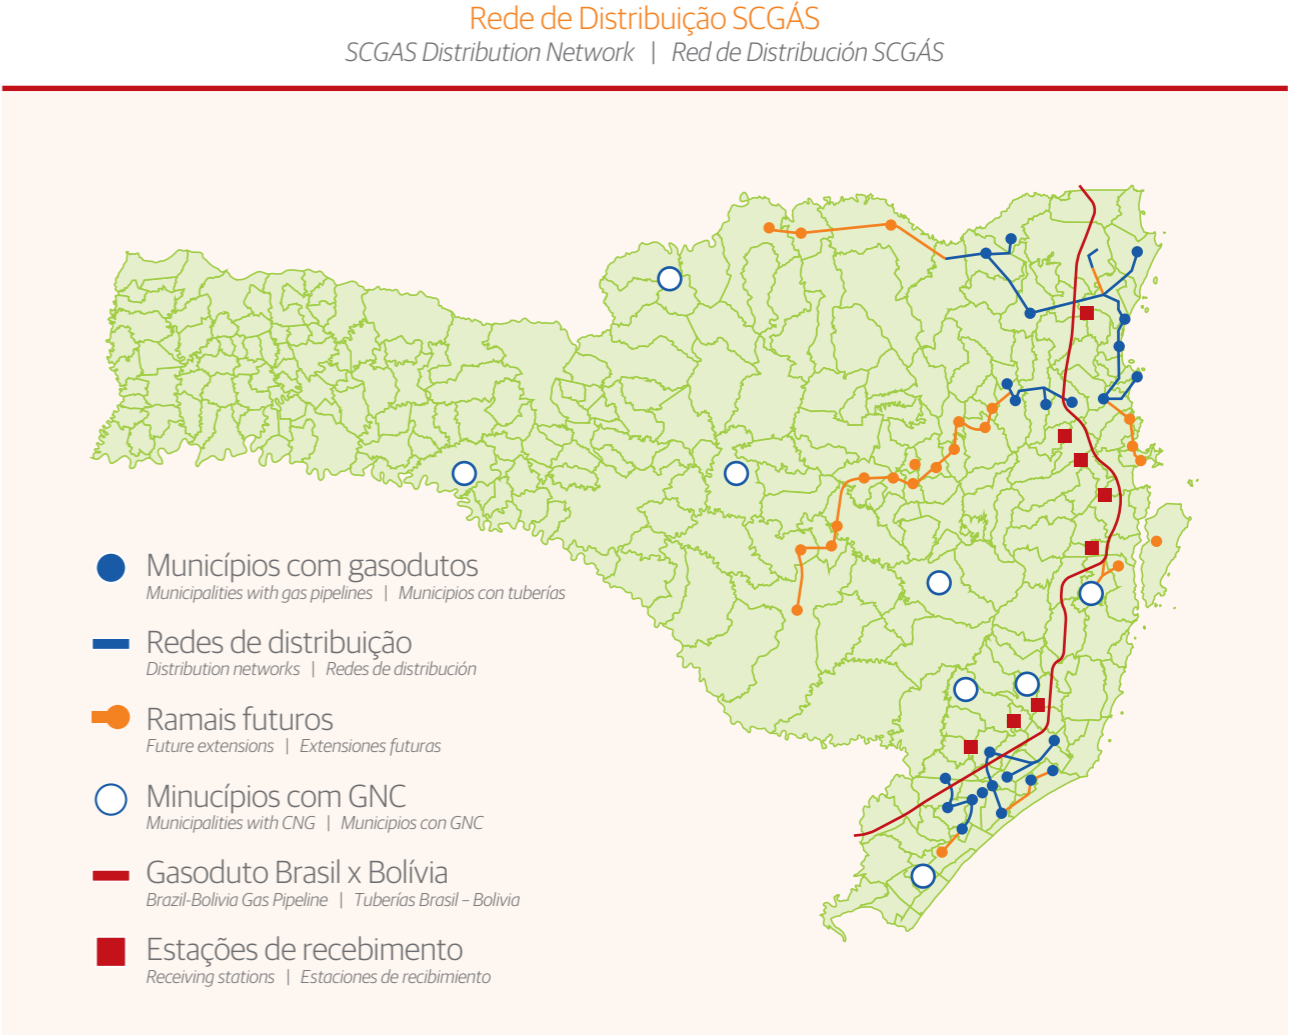 Rede de Distribuição SCGÁS
SCGAS Distribution Network | Red de Distribución SCGÁS
Municípios com gasodutos
Municipalities with gas pipelines | Municipios con tuberías
Redes de distribuição
Distribution networks | Redes de distribución
Ramais futuros
Future extensions | Extensiones futuras
Minucípios com GNC
Municipalities with CNG | Municipios con GNC
Gasoduto Brasil x Bolívia
Brazil-Bolivia Gas Pipeline | Tuberías Brasil – Bolivia
Estações de recebimento
Receiving stations | Estaciones de recibimiento